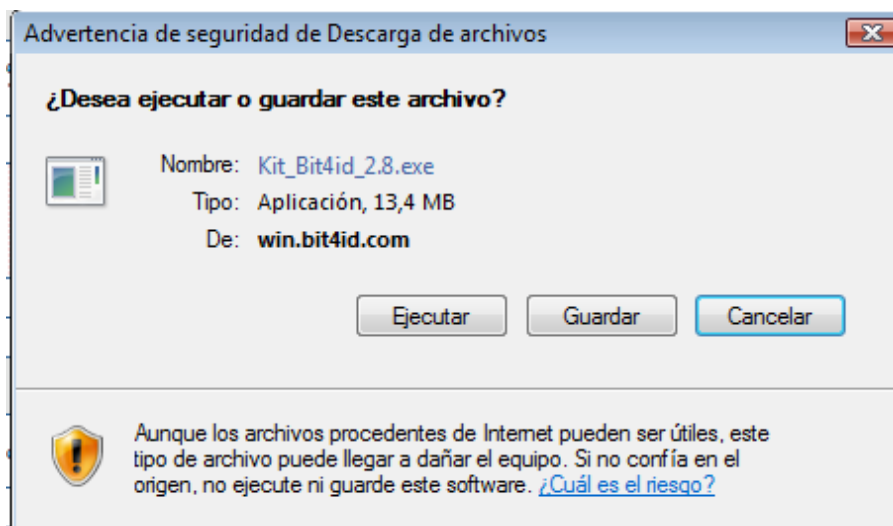 Advertencia de seguridad de Descarga de archivos
¿Desea ejecutar o guardar este archivo?
Nombre: Kit_Bit4id_2.8.exe
Tipo: Aplicación, 13,4 MB
De: win.bit4id.com
Ejecutar Guardar Cancelar
Aunque los archivos procedentes de Internet pueden ser útiles, este
tipo de archivo puede llegar a dañar el equipo. Si no confía en el
origen, no ejecute ni guarde este software. ¿Cuál es el riesgo?